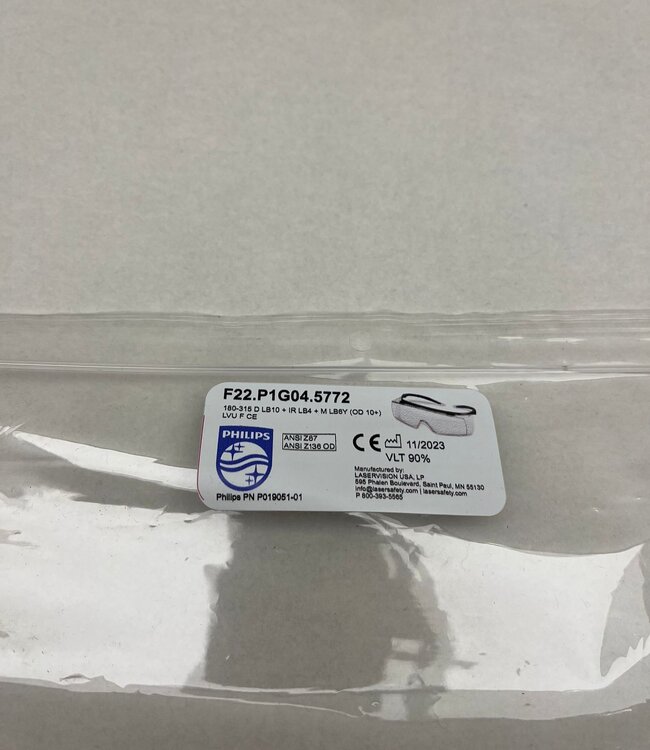 F22.P1G04.5772
180-315 D LB10 + IR LB4 + M LB6Y (OD 10+)
LVU F CE
PHILIPS
ANSI Z87
ANSI Z136 OD
CE
11/2023
VLT 90%
Manufactured by:
LASERVISION USA, LP
595 Phalen Boulevard, Saint Paul, MN 55130
info@lasersafety.com | lasersafety.com
P 800-393-5565
Philips PN P019051-01